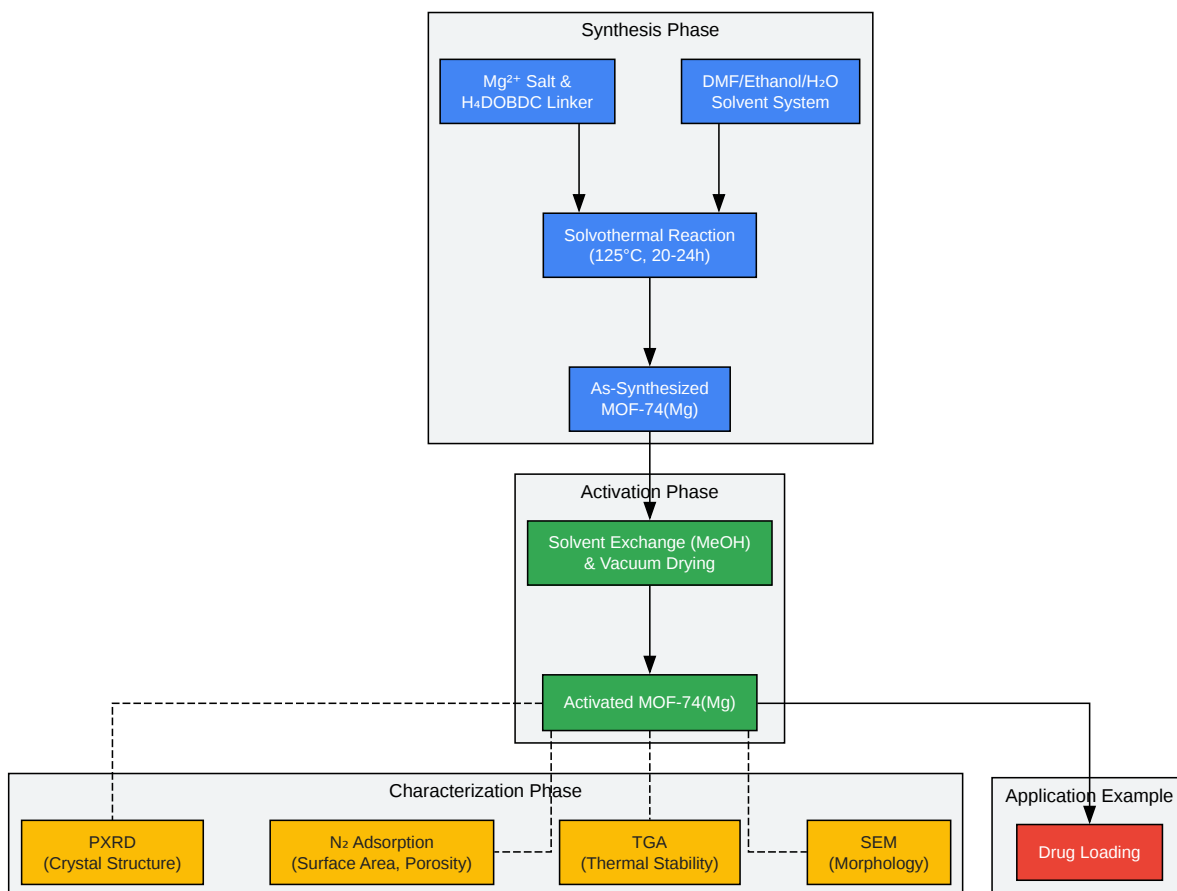 Synthesis Phase
Mg²⁺ Salt &
H₄DOBDC Linker
DMF/Ethanol/H₂O
Solvent System
Solvothermal Reaction
(125°C, 20-24h)
As-Synthesized
MOF-74(Mg)
Activation Phase
Solvent Exchange (MeOH)
& Vacuum Drying
Activated MOF-74(Mg)
Characterization Phase
PXRD
(Crystal Structure)
N₂ Adsorption
(Surface Area, Porosity)
TGA
(Thermal Stability)
SEM
(Morphology)
Application Example
Drug Loading